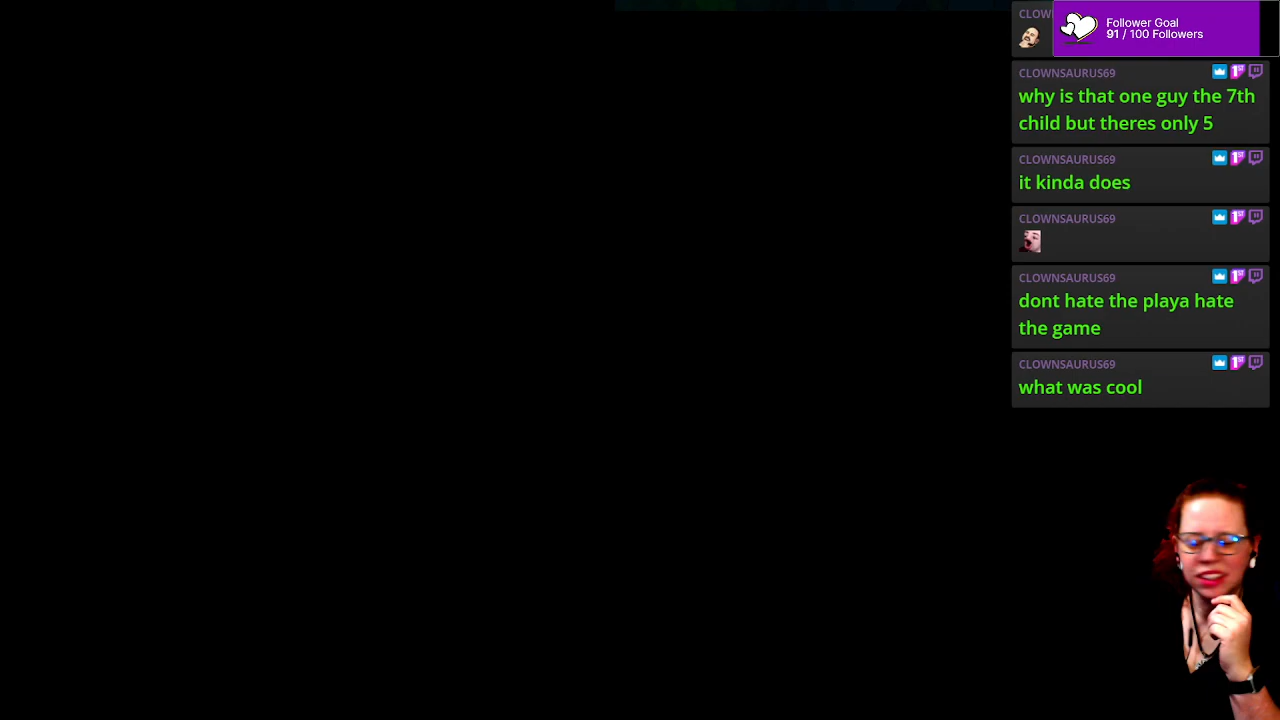 CLOW
Follower Goal
91 / 100 Followers
CLOWNSAURUS69
why is that one guy the 7th
child but theres only 5
CLOWNSAURUS69
it kinda does
CLOWNSAURUS69
CLOWNSAURUS69
dont hate the playa hate
the game
CLOWNSAURUS69
what was cool